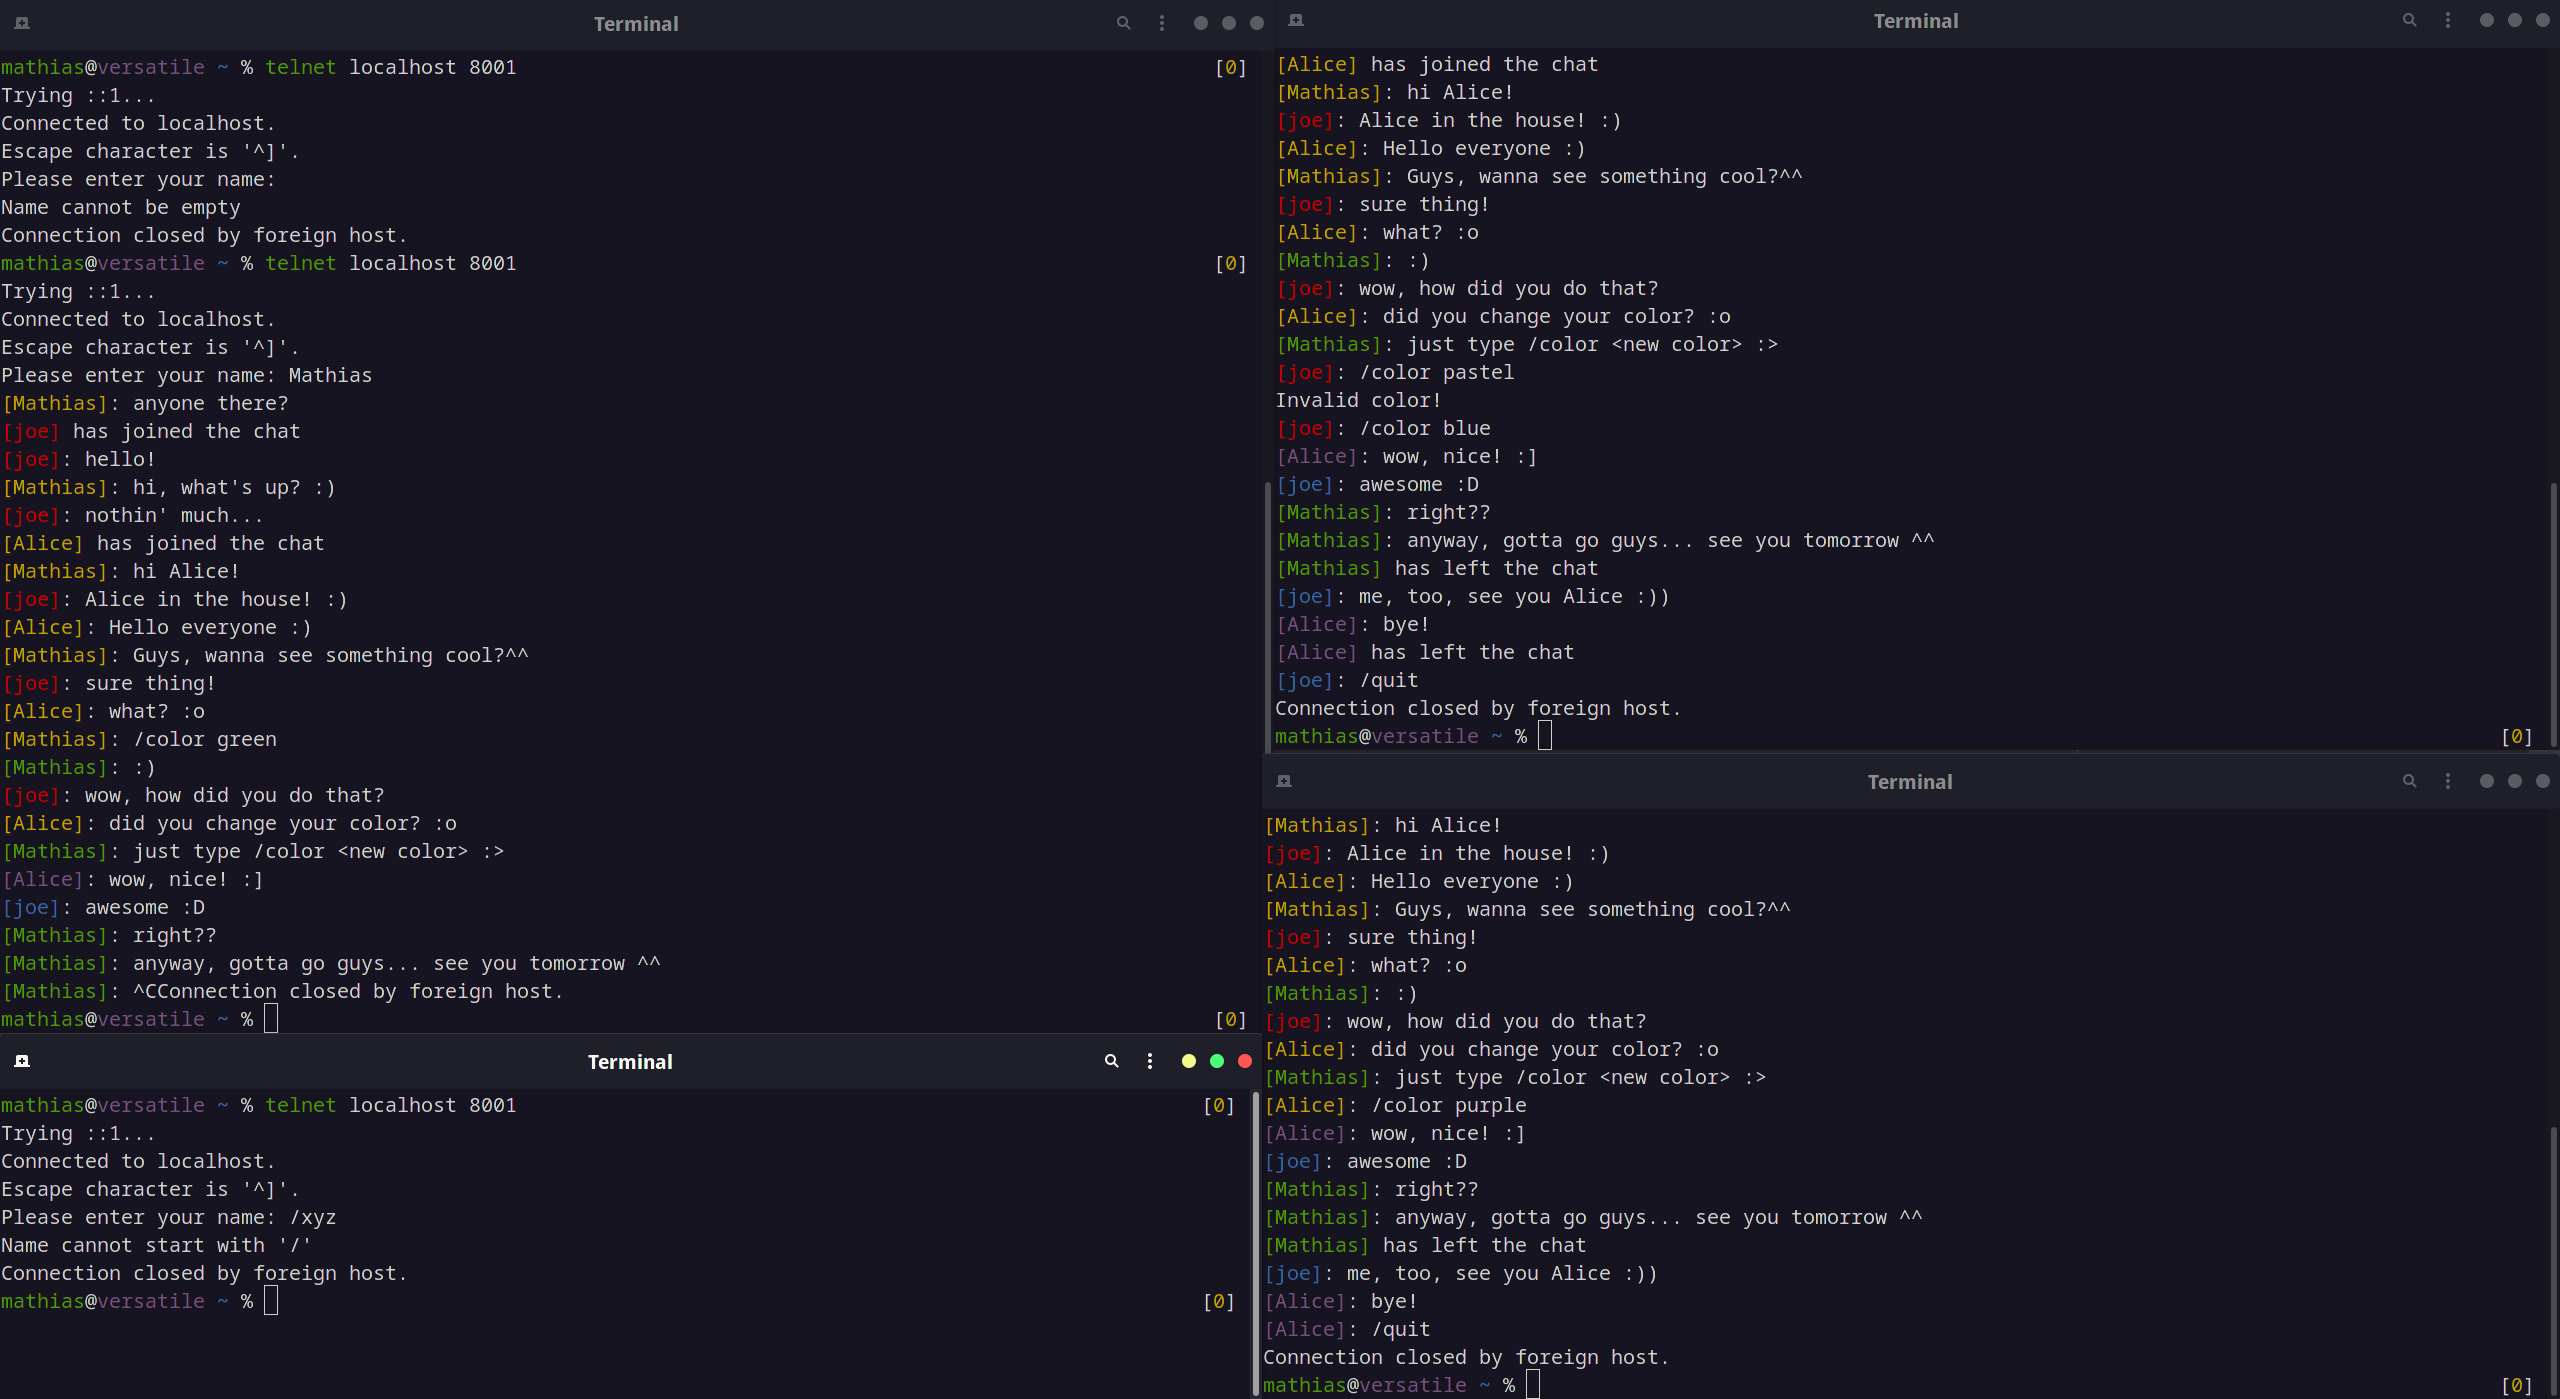 Terminal
mathias@versatile ~ % telnet localhost 8001 [0]
Trying ::1...
Connected to localhost.
Escape character is '^]'.
Please enter your name:
Name cannot be empty
Connection closed by foreign host.
mathias@versatile ~ % telnet localhost 8001 [0]
Trying ::1...
Connected to localhost.
Escape character is '^]'.
Please enter your name: Mathias
[Mathias]: anyone there?
[joe] has joined the chat
[joe]: hello!
[Mathias]: hi, what's up? :)
[joe]: nothin' much...
[Alice] has joined the chat
[Mathias]: hi Alice!
[joe]: Alice in the house! :)
[Alice]: Hello everyone :)
[Mathias]: Guys, wanna see something cool?^^
[joe]: sure thing!
[Alice]: what? :o
[Mathias]: /color green
[Mathias]: :)
[joe]: wow, how did you do that?
[Alice]: did you change your color? :o
[Mathias]: just type /color <new color> :>
[Alice]: wow, nice! :]
[joe]: awesome :D
[Mathias]: right??
[Mathias]: anyway, gotta go guys... see you tomorrow ^^
[Mathias]: ^CConnection closed by foreign host.
mathias@versatile ~ % [0]
Terminal
mathias@versatile ~ % telnet localhost 8001 [0]
Trying ::1...
Connected to localhost.
Escape character is '^]'.
Please enter your name: /xyz
Name cannot start with '/'
Connection closed by foreign host.
mathias@versatile ~ % [0]
Terminal
[Alice] has joined the chat
[Mathias]: hi Alice!
[joe]: Alice in the house! :)
[Alice]: Hello everyone :)
[Mathias]: Guys, wanna see something cool?^^
[joe]: sure thing!
[Alice]: what? :o
[Mathias]: :)
[joe]: wow, how did you do that?
[Alice]: did you change your color? :o
[Mathias]: just type /color <new color> :>
[joe]: /color pastel
Invalid color!
[joe]: /color blue
[Alice]: wow, nice! :]
[joe]: awesome :D
[Mathias]: right??
[Mathias]: anyway, gotta go guys... see you tomorrow ^^
[Mathias] has left the chat
[joe]: me, too, see you Alice :))
[Alice]: bye!
[Alice] has left the chat
[joe]: /quit
Connection closed by foreign host.
mathias@versatile ~ % [0]
Terminal
[Mathias]: hi Alice!
[joe]: Alice in the house! :)
[Alice]: Hello everyone :)
[Mathias]: Guys, wanna see something cool?^^
[joe]: sure thing!
[Alice]: what? :o
[Mathias]: :)
[joe]: wow, how did you do that?
[Alice]: did you change your color? :o
[Mathias]: just type /color <new color> :>
[Alice]: /color purple
[Alice]: wow, nice! :]
[joe]: awesome :D
[Mathias]: right??
[Mathias]: anyway, gotta go guys... see you tomorrow ^^
[Mathias] has left the chat
[joe]: me, too, see you Alice :))
[Alice]: bye!
[Alice]: /quit
Connection closed by foreign host.
mathias@versatile ~ % [0]